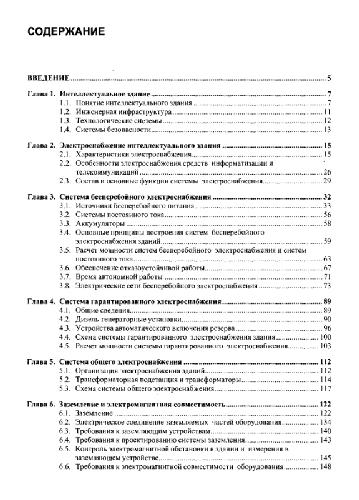 СОДЕРЖАНИЕ
ВВЕДЕНИЕ 5
Глава 1. Интеллектуальное здание 7
1.1. Понятие интеллектуального здания 7
1.2. Инженерная инфраструктура 11
1.3. Технологические системы 12
1.4. Системы безопасности 13
Глава 2. Электроснабжение интеллектуального здания 15
2.1. Характеристики электроснабжения 15
2.2. Особенности электроснабжения средств информатизации и
телекоммуникаций 26
2.3. Состав и основные функции системы электроснабжения 29
Глава 3. Система бесперебойного электроснабжения 32
3.1. Источники бесперебойного питания 33
3.2. Системы постоянного тока 56
3.3. Аккумуляторы 58
3.4. Основные принципы построения систем бесперебойного
электроснабжения зданий 59
3.5. Расчет мощности систем бесперебойного электроснабжения и систем
постоянного тока 63
3.6. Обеспечение отказоустойчивой работы 67
3.7. Время автономной работы 71
3.8. Электрические сети бесперебойного электроснабжения 73
Глава 4. Система гарантированного электроснабжения 89
4.1. Общие сведения 89
4.2. Дизель генераторные установки 90
4.3. Устройства автоматического включения резерва 96
4.4. Схема системы гарантированного электроснабжения здания 100
4.5. Расчет мощности системы гарантированного электроснабжения 103
Глава 5. Система общего электроснабжения 112
5.1. Организация электроснабжения зданий 112
5.2. Трансформаторная подстанция и трансформаторы 114
5.3. Схема системы общего электроснабжения 117
Глава 6. Заземление и электромагнитная совместимость 122
6.1. Заземление 122
6.2. Электрическое соединение заземляемых частей оборудования 134
6.3. Требования к заземляющим устройствам 140
6.4. Требования к проектированию системы заземления 143
6.5. Контроль электромагнитной обстановки в здании и измерения в
заземляющем устройстве 145
6.6. Требования к электромагнитной совместимости оборудования 148